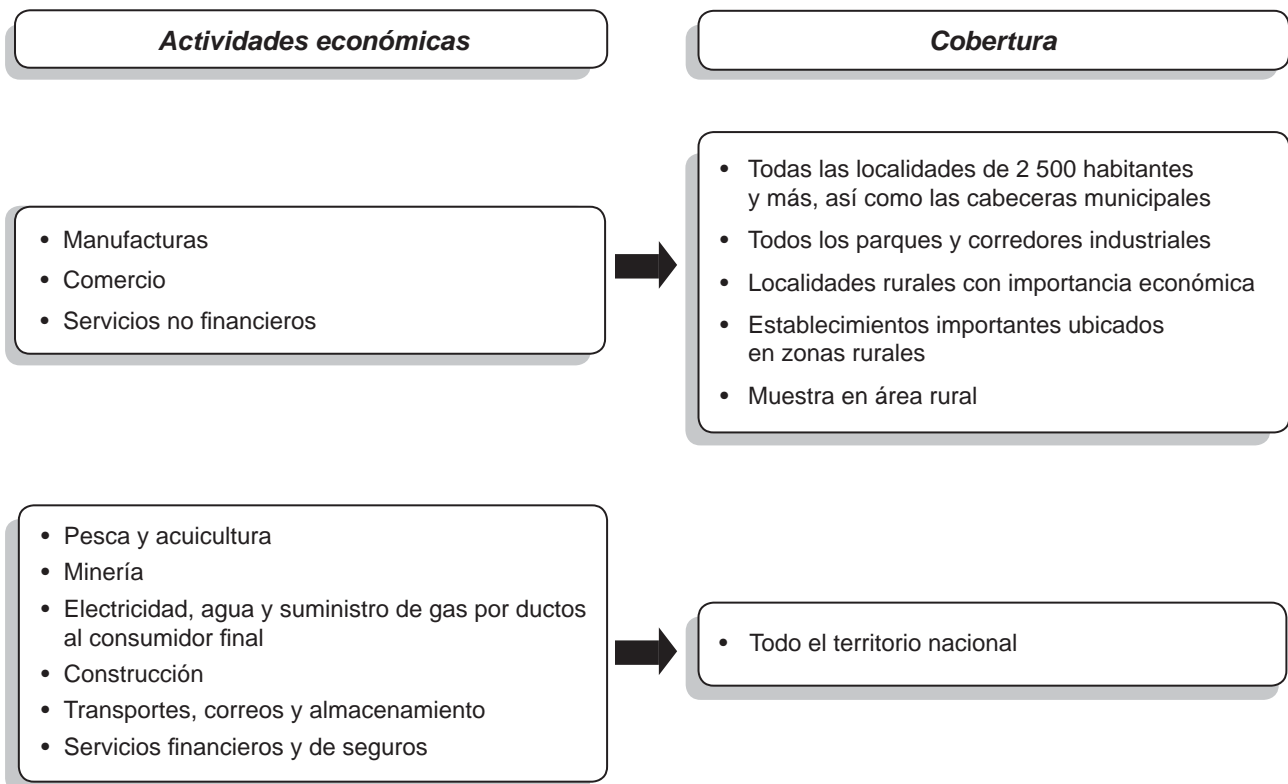 Actividades económicas
Cobertura
• Manufacturas
• Comercio
• Servicios no financieros
• Todas las localidades de 2 500 habitantes
y más, así como las cabeceras municipales
• Todos los parques y corredores industriales
• Localidades rurales con importancia económica
• Establecimientos importantes ubicados
en zonas rurales
• Muestra en área rural
• Pesca y acuicultura
• Minería
• Electricidad, agua y suministro de gas por ductos
al consumidor final
• Construcción
• Transportes, correos y almacenamiento
• Servicios financieros y de seguros
• Todo el territorio nacional